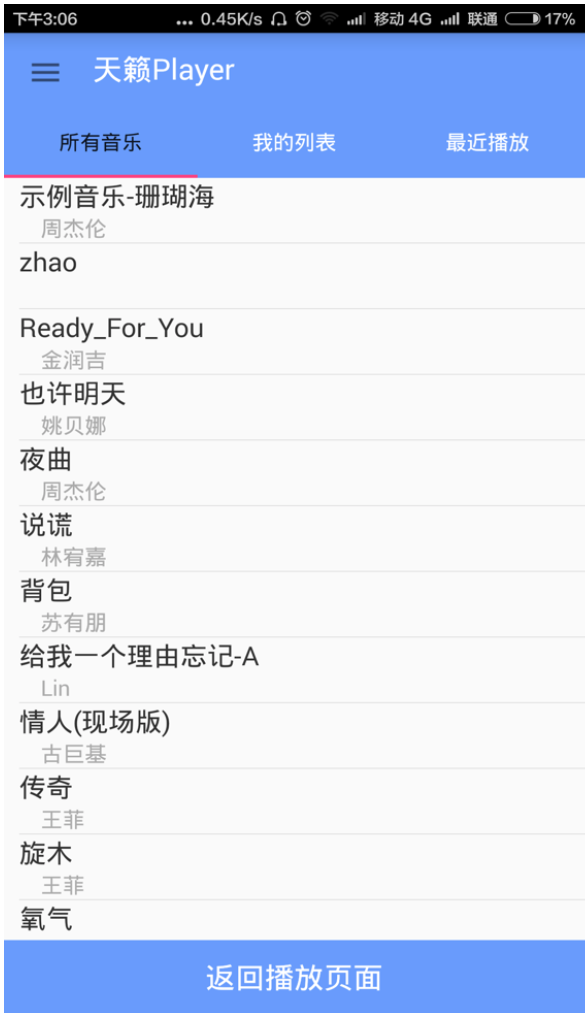 下午3:06 ... 0.45K/s 移动 4G 联通 17%
天籁Player
所有音乐 我的列表 最近播放
示例音乐-珊瑚海
周杰伦
zhao
Ready_For_You
金润吉
也许明天
姚贝娜
夜曲
周杰伦
说谎
林宥嘉
背包
苏有朋
给我一个理由忘记-A
Lin
情人(现场版)
古巨基
传奇
王菲
旋木
王菲
氧气
返回播放页面